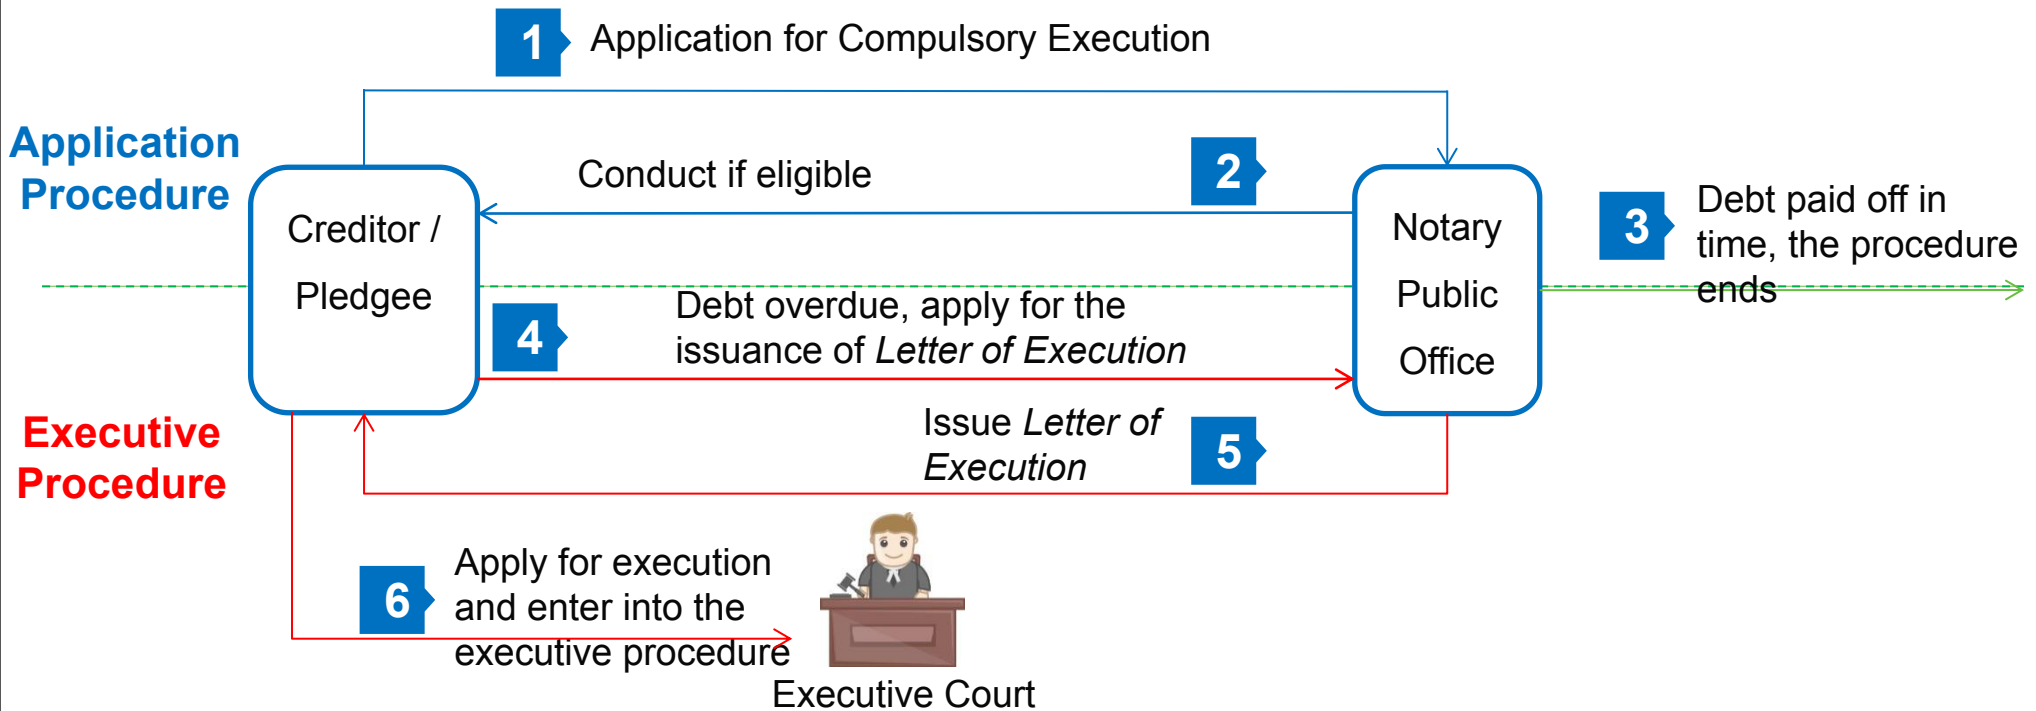 1 Application for Compulsory Execution
Application
Procedure
Conduct if eligible
2
Creditor /
Pledgee
Notary
Public
Office
3
Debt paid off in
time, the procedure
ends
4
Debt overdue, apply for the
issuance of Letter of Execution
Executive
Procedure
Issue Letter of
Execution
5
6
Apply for execution
and enter into the
executive procedure
Executive Court